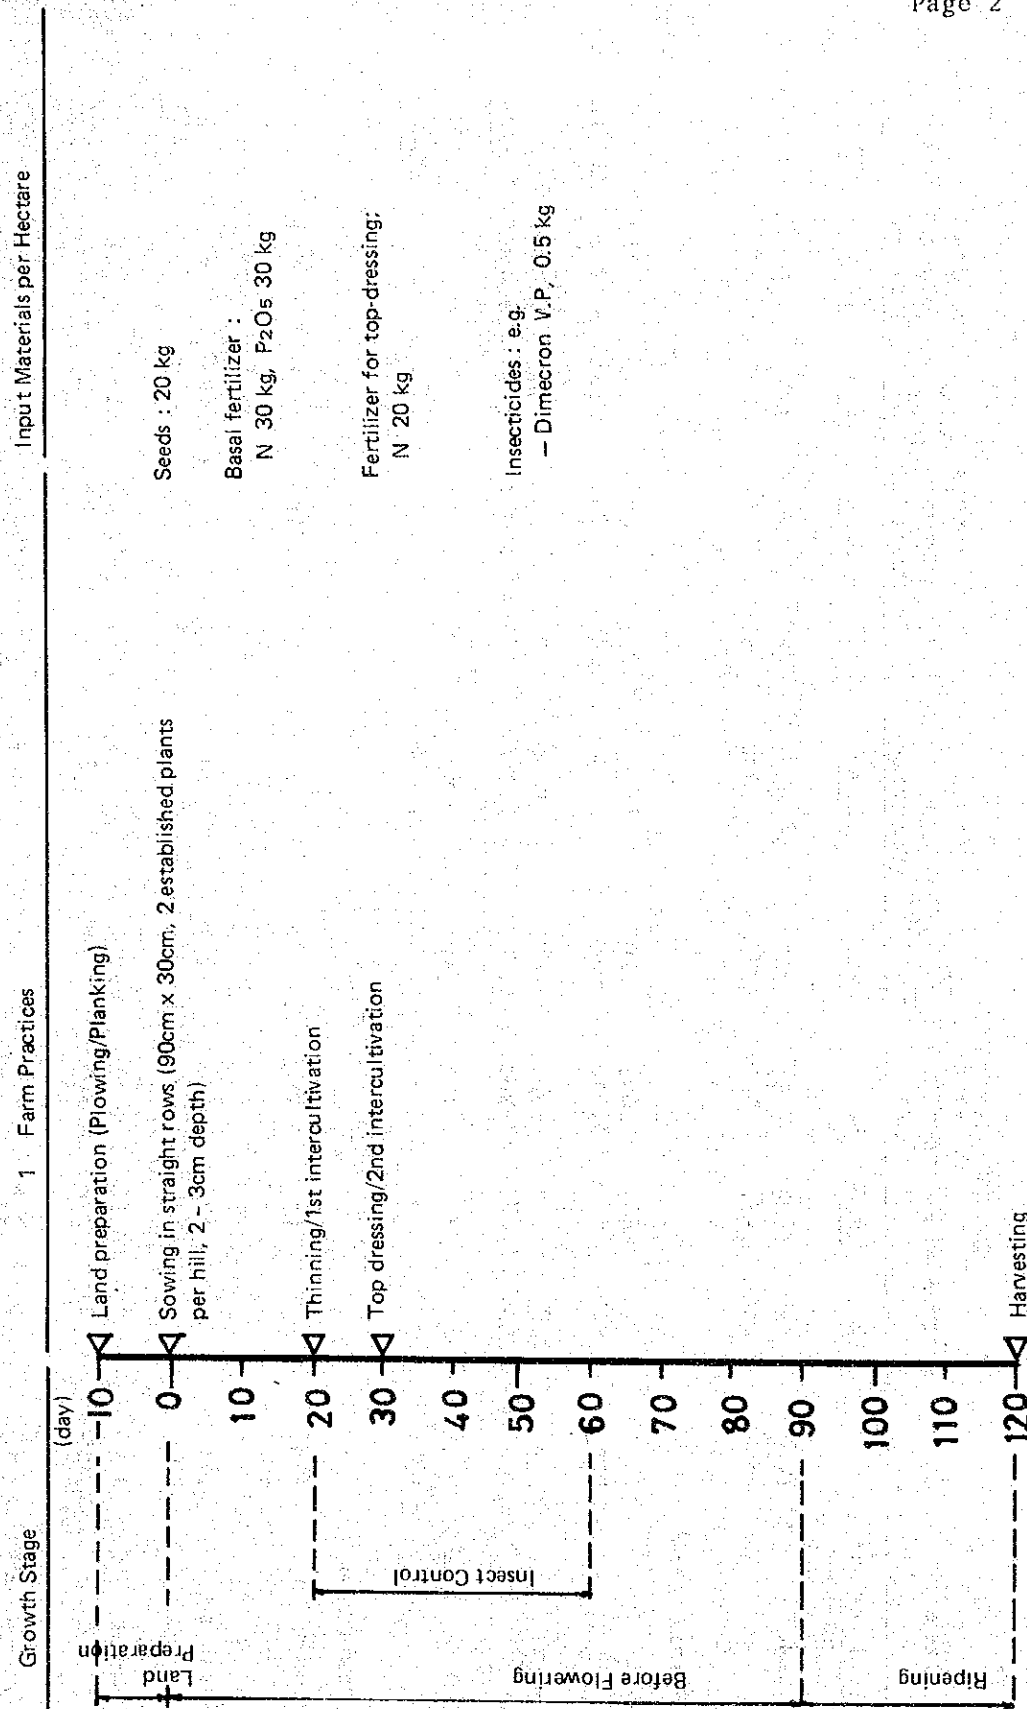 Page 2
Growth Stage
1 Farm Practices
Input Materials per Hectare
(day)
-10
Land preparation (Plowing/Planking)
0
Sowing in straight rows (90cm x 30cm, 2 established plants
per hill, 2 - 3cm depth)
Seeds : 20 kg
10
Basal fertilizer :
N 30 kg, P2O5 30 kg
20
Thinning/1st intercultivation
30
Top dressing/2nd intercultivation
Fertilizer for top-dressing;
N 20 kg
40
50
Insecticides : e.g.
– Dimecron V.P, 0.5 kg
60
70
80
90
100
110
120
Harvesting
Land
Preparation
Insect Control
Before Flowering
Ripening